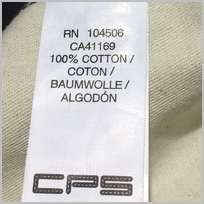 RN 104506
CA41169
100% COTTON /
COTON /
BAUMWOLLE /
ALGODÓN
CPS